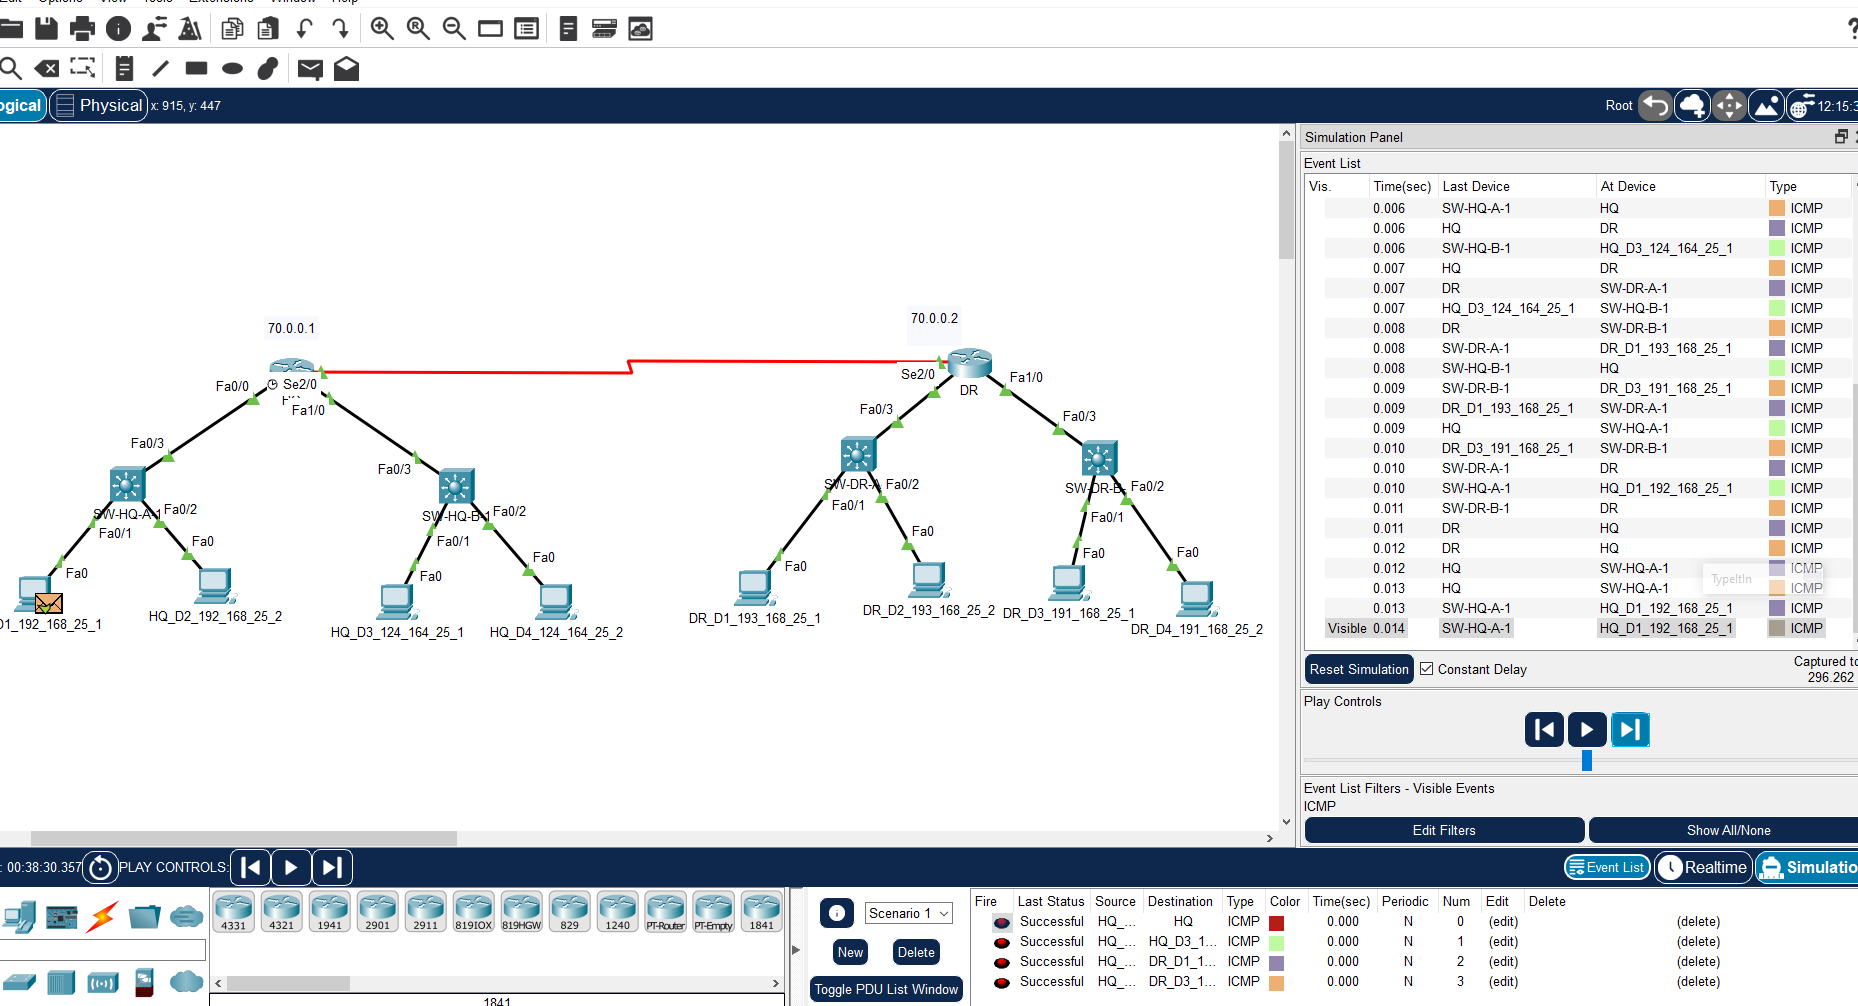 Options
Tools
Extensions
Window
Help
Logical
Physical
x: 915, y: 447
Root
12:15:3
Simulation Panel
Event List
Vis. Time(sec) Last Device At Device Type
0.006 SW-HQ-A-1 HQ ICMP
0.006 HQ DR ICMP
0.006 SW-HQ-B-1 HQ_D3_124_164_25_1 ICMP
0.007 HQ DR ICMP
0.007 DR SW-DR-A-1 ICMP
0.007 HQ_D3_124_164_25_1 SW-HQ-B-1 ICMP
0.008 DR SW-DR-B-1 ICMP
0.008 SW-DR-A-1 DR_D1_193_168_25_1 ICMP
0.008 SW-HQ-B-1 HQ ICMP
0.009 SW-DR-B-1 DR_D3_191_168_25_1 ICMP
0.009 DR_D1_193_168_25_1 SW-DR-A-1 ICMP
0.009 HQ SW-HQ-A-1 ICMP
0.010 DR_D3_191_168_25_1 SW-DR-B-1 ICMP
0.010 SW-DR-A-1 DR ICMP
0.010 SW-HQ-A-1 HQ_D1_192_168_25_1 ICMP
0.011 SW-DR-B-1 DR ICMP
0.011 DR HQ ICMP
0.012 DR HQ ICMP
0.012 HQ SW-HQ-A-1 ICMP
TypeItIn
0.013 HQ SW-HQ-A-1 ICMP
0.013 SW-HQ-A-1 HQ_D1_192_168_25_1 ICMP
Visible 0.014 SW-HQ-A-1 HQ_D1_192_168_25_1 ICMP
Reset Simulation
Constant Delay
Captured to
296.262
Play Controls
Event List Filters - Visible Events
ICMP
Edit Filters
Show All/None
70.0.0.1
70.0.0.2
Fa0/0
Se2/0
Fa1/0
Se2/0
DR
Fa1/0
Fa0/3
Fa0/3
Fa0/3
Fa0/3
SW-HQ-A-1
Fa0/2
Fa0/1
SW-HQ-B-1
Fa0/2
Fa0/1
SW-DR-A
Fa0/2
Fa0/1
SW-DR-B-
Fa0/2
Fa0/1
Fa0
Fa0
Fa0
Fa0
Fa0
Fa0
Fa0
Fa0
D1_192_168_25_1
HQ_D2_192_168_25_2
HQ_D3_124_164_25_1
HQ_D4_124_164_25_2
DR_D1_193_168_25_1
DR_D2_193_168_25_2
DR_D3_191_168_25_1
DR_D4_191_168_25_2
: 00:38:30.357
PLAY CONTROLS:
Event List
Realtime
Simulatio
4331
4321
1941
2901
2911
819IOX
819HGW
829
1240
PT-Router
PT-Empty
1841
1841
Scenario 1
New
Delete
Toggle PDU List Window
Fire Last Status Source Destination Type Color Time(sec) Periodic Num Edit Delete
Successful HQ_... HQ ICMP 0.000 N 0 (edit) (delete)
Successful HQ_... HQ_D3_1... ICMP 0.000 N 1 (edit) (delete)
Successful HQ_... DR_D1_1... ICMP 0.000 N 2 (edit) (delete)
Successful HQ_... DR_D3_1... ICMP 0.000 N 3 (edit) (delete)